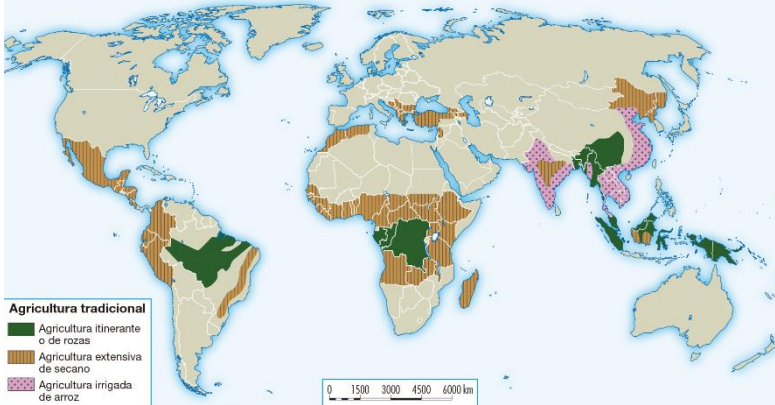 Agricultura tradicional
Agricultura itinerante
o de rozas
Agricultura extensiva
de secano
Agricultura irrigada
de arroz
0 1500 3000 4500 6000 km